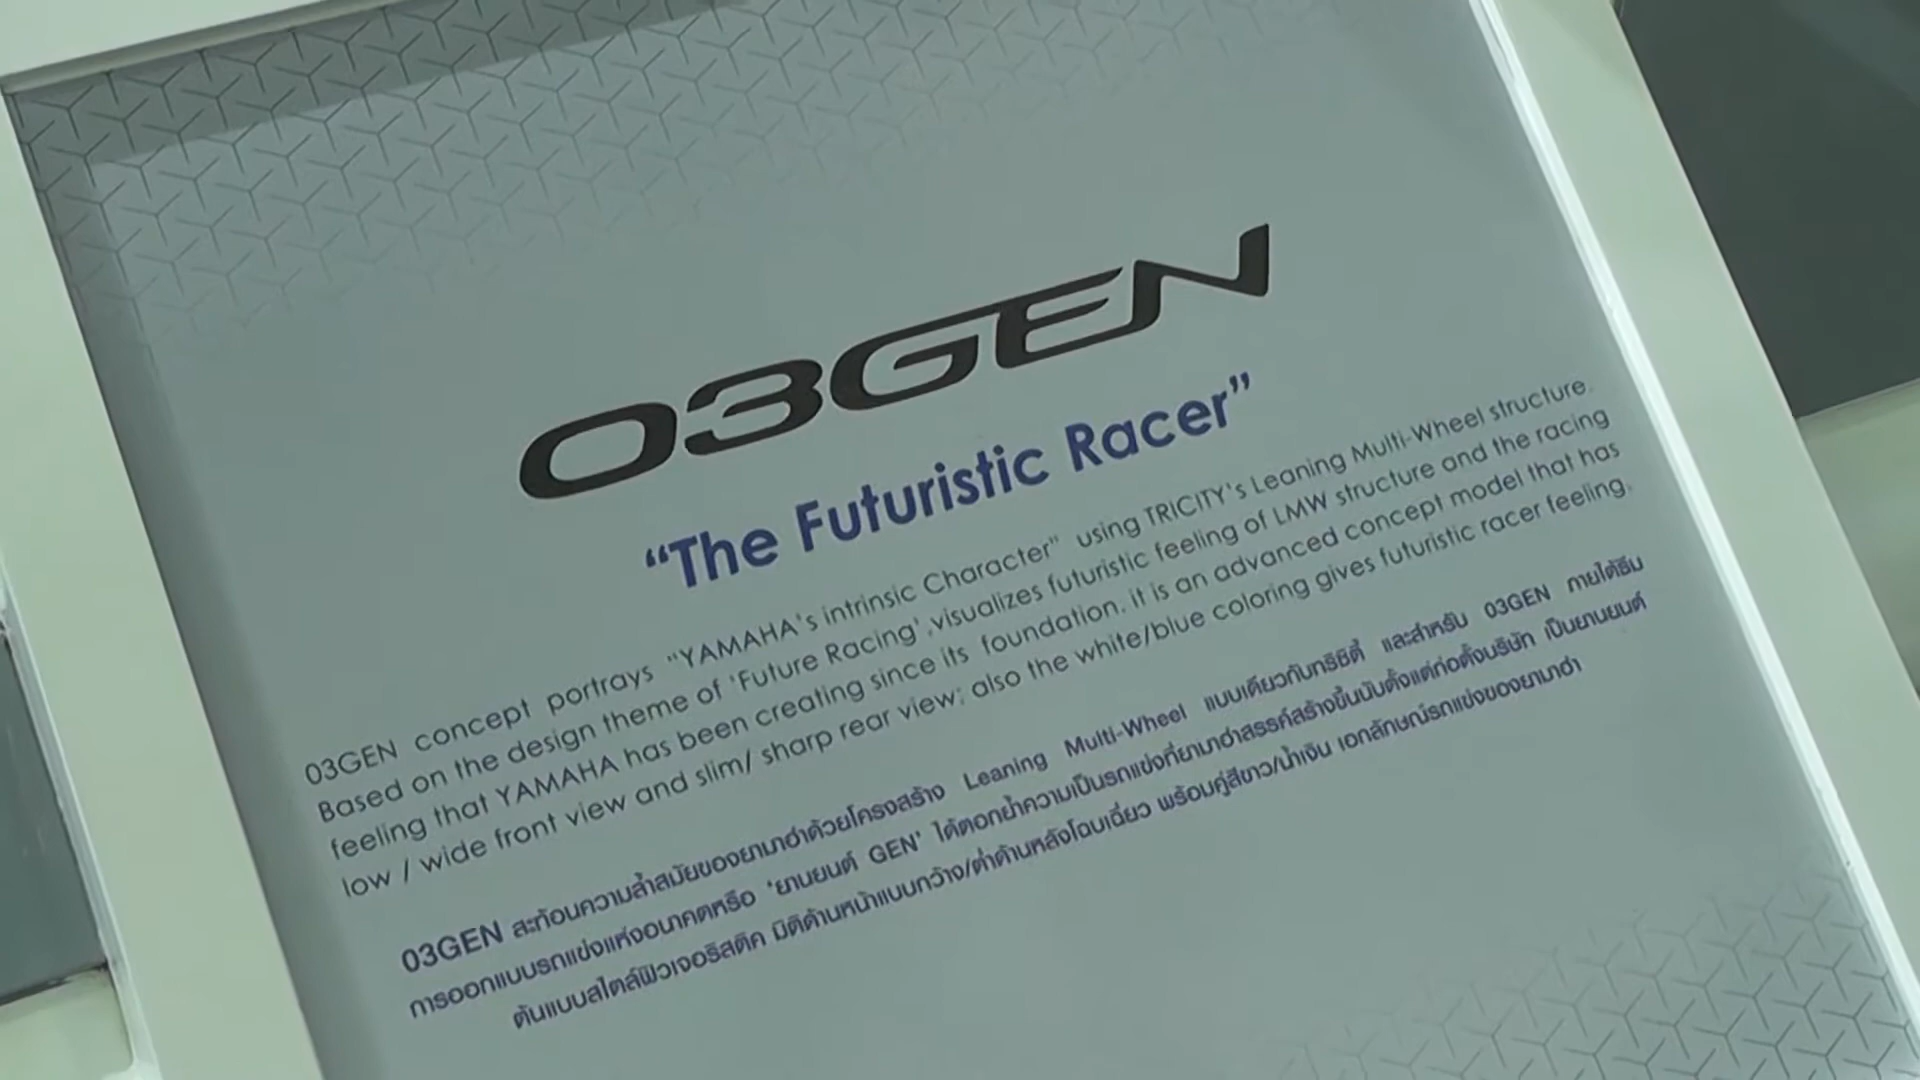 03GEN
“The Futuristic Racer”
03GEN concept portrays "YAMAHA's intrinsic Character" using TRICITY's Leaning Multi-Wheel structure.
Based on the design theme of 'Future Racing',visualizes futuristic feeling of LMW structure and the racing
feeling that YAMAHA has been creating since its foundation. it is an advanced concept model that has
low / wide front view and slim/ sharp rear view; also the white/blue coloring gives futuristic racer feeling.
03GEN สะท้อนความล้ำสมัยของยามาฮ่าด้วยโครงสร้าง Leaning Multi-Wheel แบบเดียวกับทริซิตี้ และสำหรับ 03GEN ภายใต้ธีม
การออกแบบรถแข่งแห่งอนาคตหรือ 'ยานยนต์ GEN' ได้ตอกย้ำความเป็นรถแข่งที่ยามาฮ่าสรรค์สร้างขึ้นนับตั้งแต่ก่อตั้งบริษัท เป็นยานยนต์
ต้นแบบสไตล์ฟิวเจอริสติค มิติด้านหน้าแบบกว้าง/ต่ำด้านหลังโฉบเฉี่ยว พร้อมคู่สีขาว/น้ำเงิน เอกลักษณ์รถแข่งของยามาฮ่า